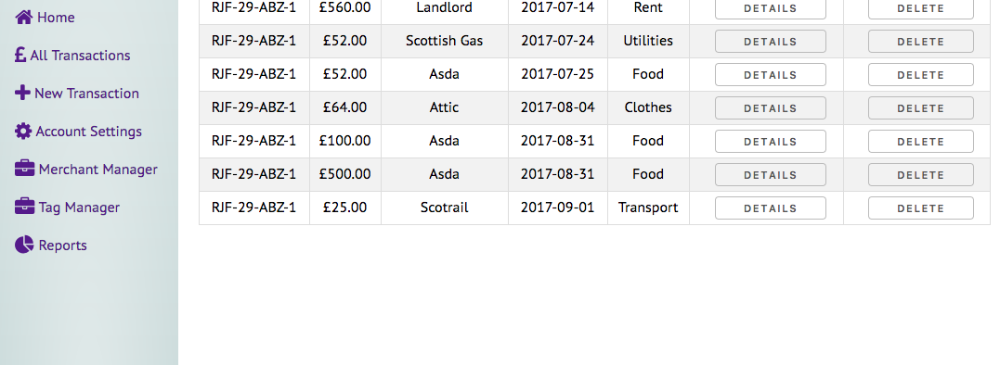 Home
All Transactions
New Transaction
Account Settings
Merchant Manager
Tag Manager
Reports
RJF-29-ABZ-1 £560.00 Landlord 2017-07-14 Rent DETAILS DELETE
RJF-29-ABZ-1 £52.00 Scottish Gas 2017-07-24 Utilities DETAILS DELETE
RJF-29-ABZ-1 £52.00 Asda 2017-07-25 Food DETAILS DELETE
RJF-29-ABZ-1 £64.00 Attic 2017-08-04 Clothes DETAILS DELETE
RJF-29-ABZ-1 £100.00 Asda 2017-08-31 Food DETAILS DELETE
RJF-29-ABZ-1 £500.00 Asda 2017-08-31 Food DETAILS DELETE
RJF-29-ABZ-1 £25.00 Scotrail 2017-09-01 Transport DETAILS DELETE